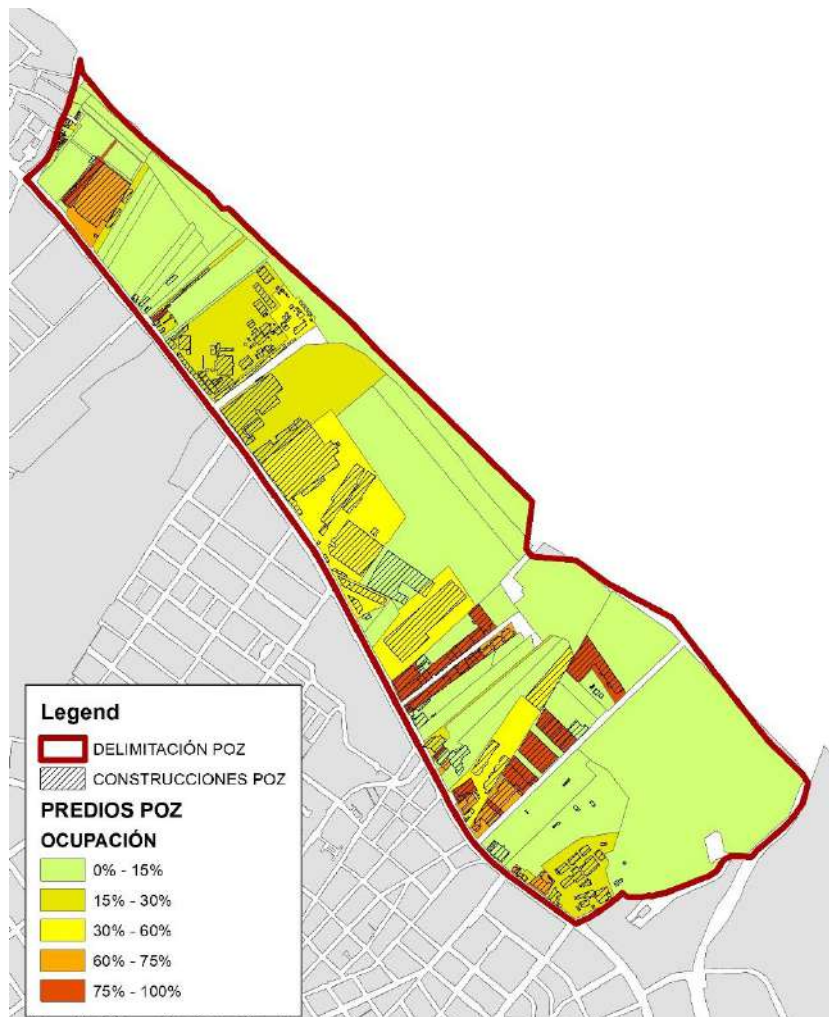 Legend
DELIMITACIÓN POZ
CONSTRUCCIONES POZ
PREDIOS POZ
OCUPACIÓN
0% - 15%
15% - 30%
30% - 60%
60% - 75%
75% - 100%